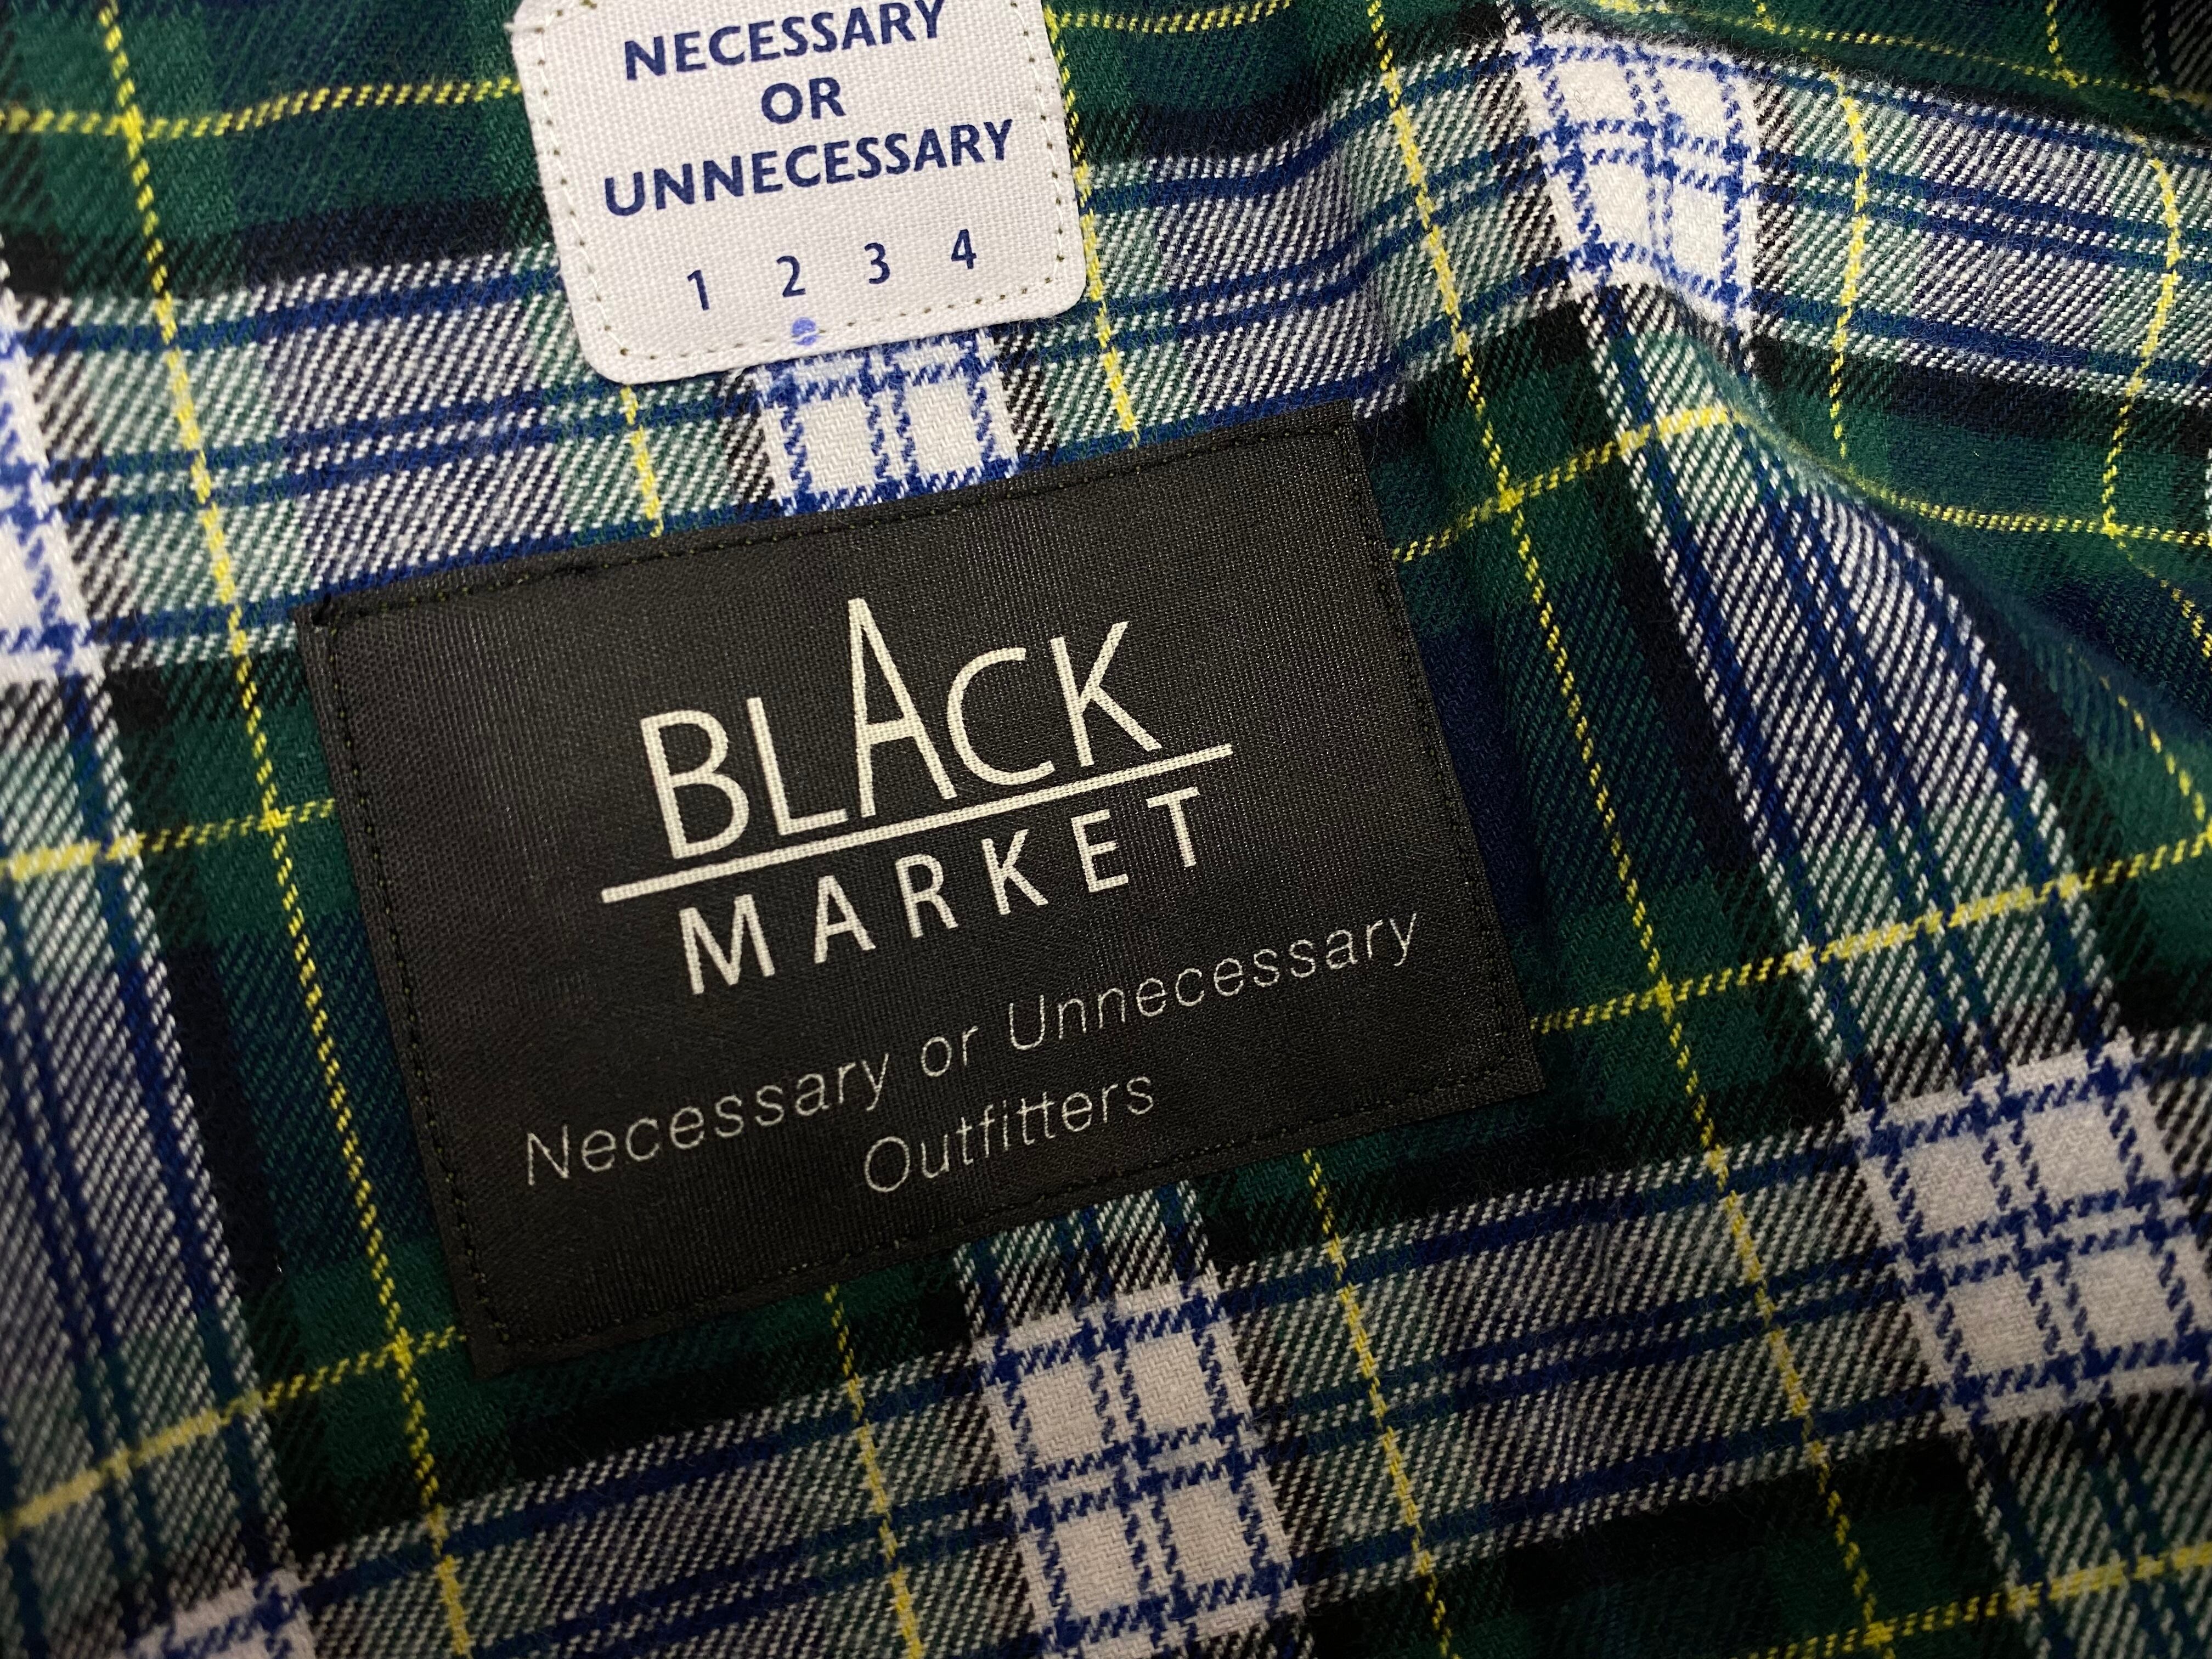 NECESSARY
OR
UNNECESSARY
1 2 3 4
BLACK
MARKET
Necessary or Unnecessary
Outfitters